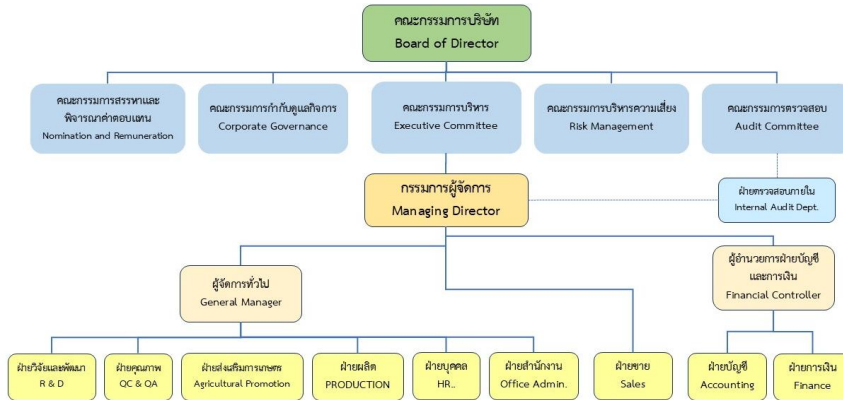 คณะกรรมการบริษัท
Board of Director
คณะกรรมการสรรหาและ
พิจารณาค่าตอบแทน
Nomination and Remuneration
คณะกรรมการกำกับดูแลกิจการ
Corporate Governance
คณะกรรมการบริหาร
Executive Committee
คณะกรรมการบริหารความเสี่ยง
Risk Management
คณะกรรมการตรวจสอบ
Audit Committee
กรรมการผู้จัดการ
Managing Director
ฝ่ายตรวจสอบภายใน
Internal Audit Dept.
ผู้จัดการทั่วไป
General Manager
ผู้อำนวยการฝ่ายบัญชี
และการเงิน
Financial Controller
ฝ่ายวิจัยและพัฒนา
R & D
ฝ่ายคุณภาพ
QC & QA
ฝ่ายส่งเสริมการเกษตร
Agricultural Promotion
ฝ่ายผลิต
PRODUCTION
ฝ่ายบุคคล
HR..
ฝ่ายสำนักงาน
Office Admin.
ฝ่ายขาย
Sales
ฝ่ายบัญชี
Accounting
ฝ่ายการเงิน
Finance